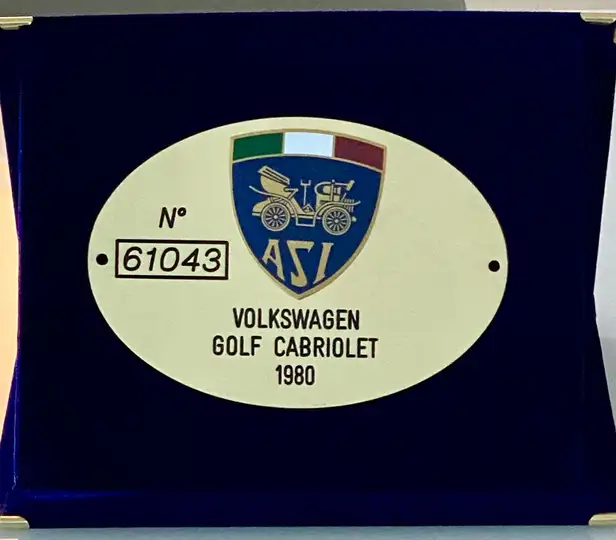 N°
61043
ASI
VOLKSWAGEN
GOLF CABRIOLET
1980